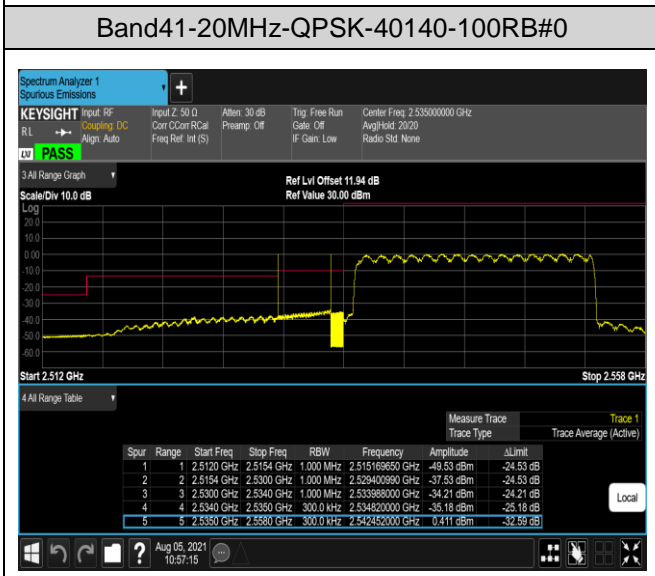 Band41-20MHz-QPSK-40140-100RB#0
Spectrum Analyzer 1
Spurious Emissions
+
KEYSIGHT Input: RF Input Z: 50 Ω Atten: 30 dB Trig: Free Run Center Freq: 2.535000000 GHz
RL Coupling: DC Corr CCorr RCal Preamp: Off Gate: Off Avg|Hold: 20/20
Align: Auto Freq Ref: Int (S) IF Gain: Low Radio Std: None
LXI PASS
3 All Range Graph
Ref Lvl Offset 11.94 dB
Scale/Div 10.0 dB Ref Value 30.00 dBm
Log
20.0
10.0
0.00
-10.0
-20.0
-30.0
-40.0
-50.0
-60.0
Start 2.512 GHz Stop 2.558 GHz
4 All Range Table
Measure Trace Trace 1
Trace Type Trace Average (Active)
Spur Range Start Freq Stop Freq RBW Frequency Amplitude ΔLimit
1 1 2.5120 GHz 2.5154 GHz 1.000 MHz 2.515169650 GHz -49.53 dBm -24.53 dB
2 2 2.5154 GHz 2.5300 GHz 1.000 MHz 2.529400990 GHz -37.53 dBm -24.53 dB
3 3 2.5300 GHz 2.5340 GHz 1.000 MHz 2.533988000 GHz -34.21 dBm -24.21 dB
4 4 2.5340 GHz 2.5350 GHz 300.0 kHz 2.534820000 GHz -35.18 dBm -25.18 dB
5 5 2.5350 GHz 2.5580 GHz 300.0 kHz 2.542452000 GHz 0.411 dBm -32.59 dB
Local
? Aug 05, 2021
10:57:15